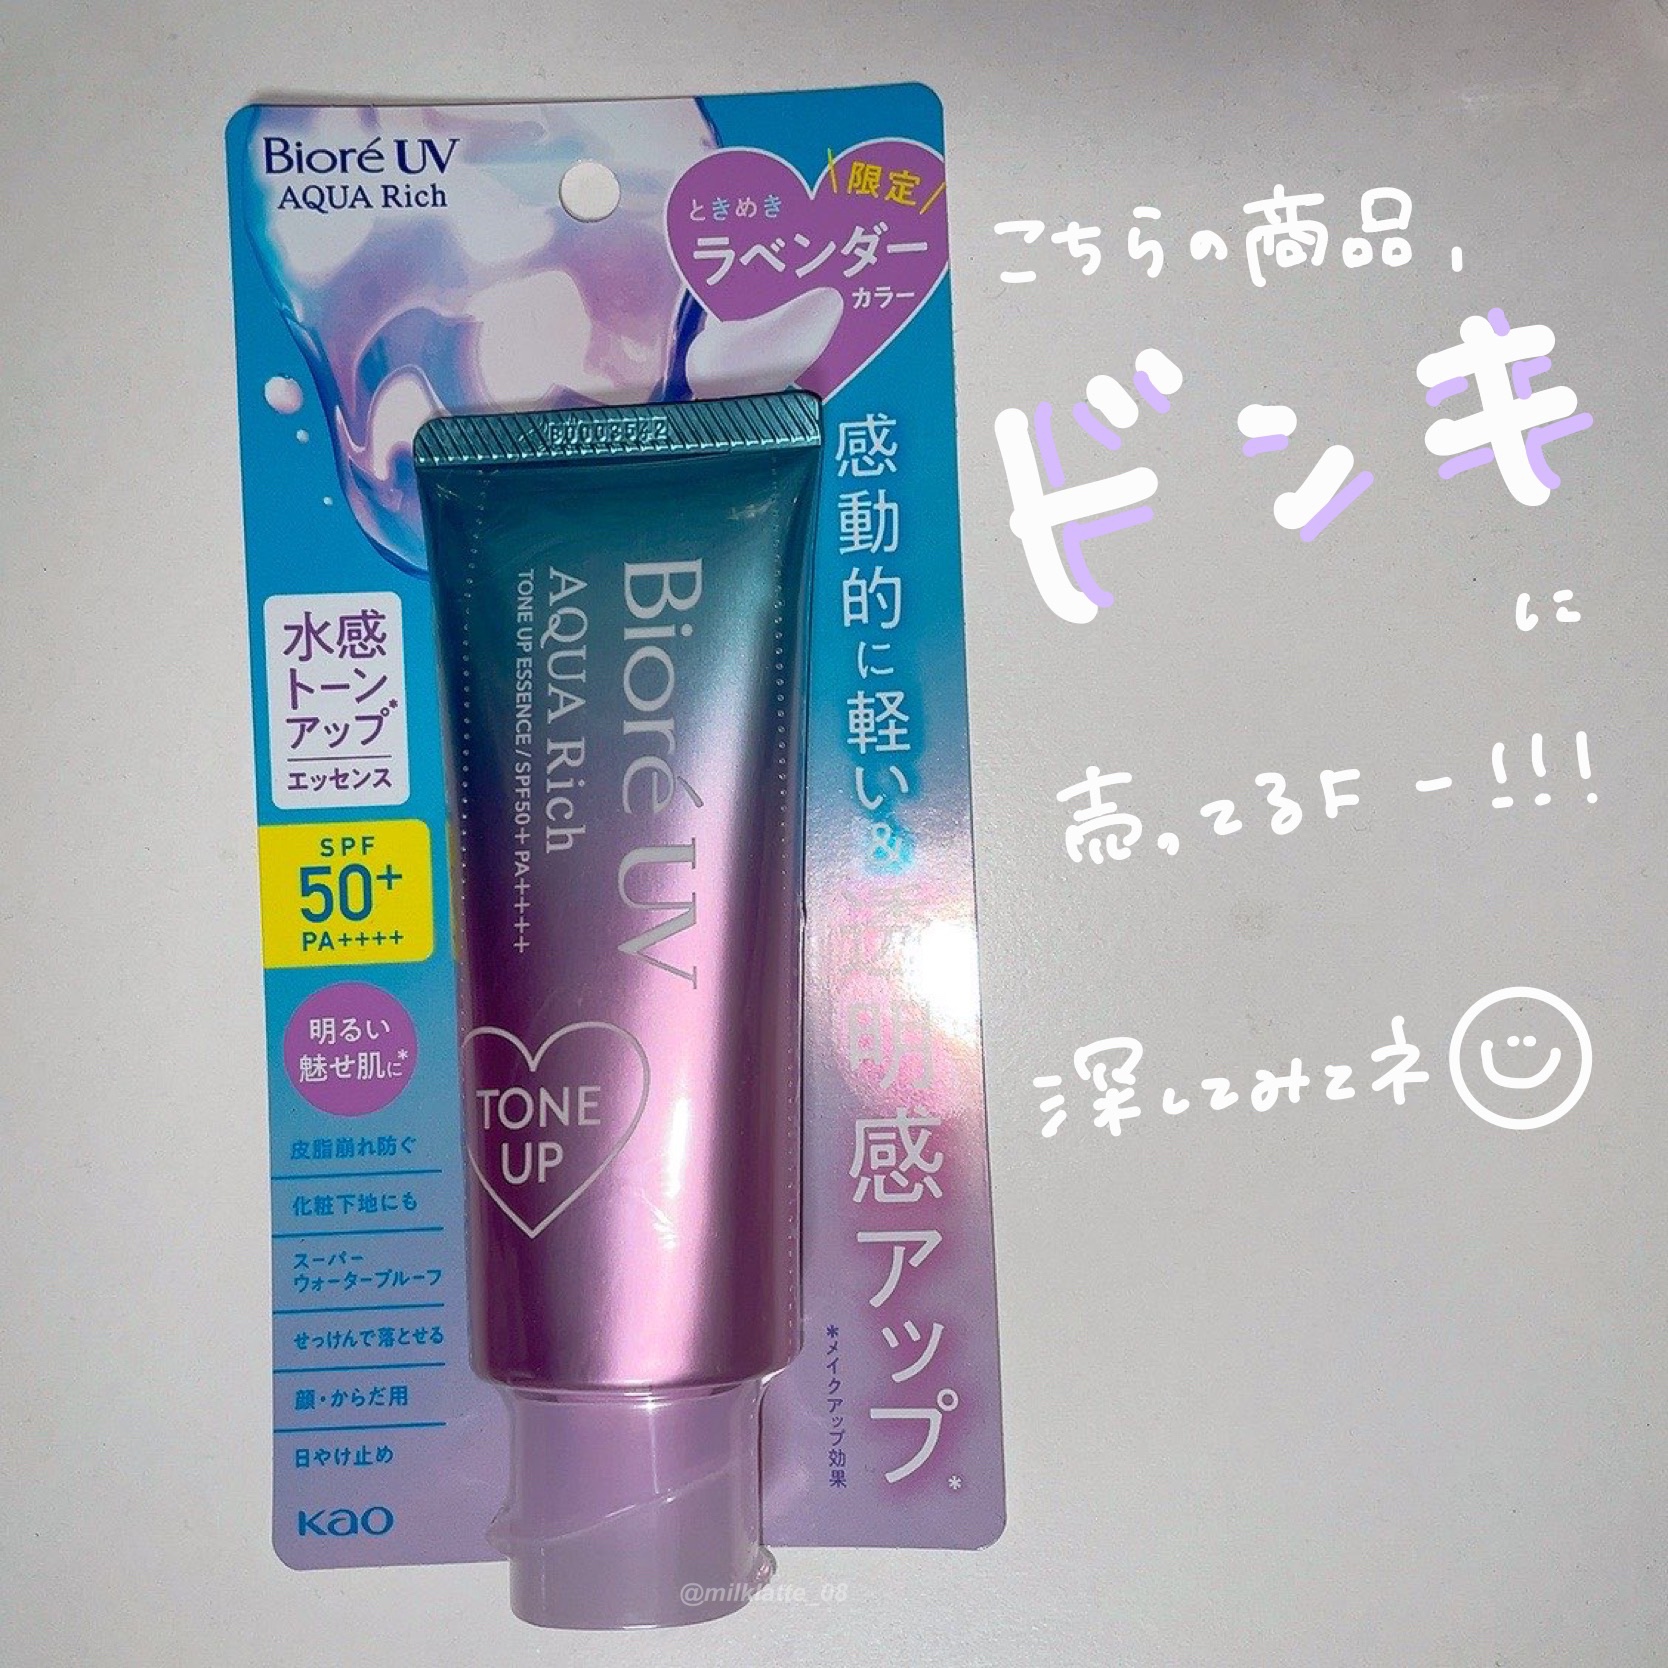 Bioré UV
AQUA Rich
限定
ときめき
ラベンダー
カラー
水感
トーン
アップ*
エッセンス
SPF
50+
PA++++
明るい
魅せ肌に*
皮脂崩れ防ぐ
化粧下地にも
スーパー
ウォータープルーフ
せっけんで落とせる
顔・からだ用
日やけ止め
Kao
Bioré UV
AQUA Rich
TONE UP ESSENCE / SPF50+ PA++++
TONE
UP
感動的に軽い&
透明感アップ*
*メイクアップ効果
こちらの商品,
ドンキ
に
売ってるよー!!!
深してみてネ
@milklatte_08